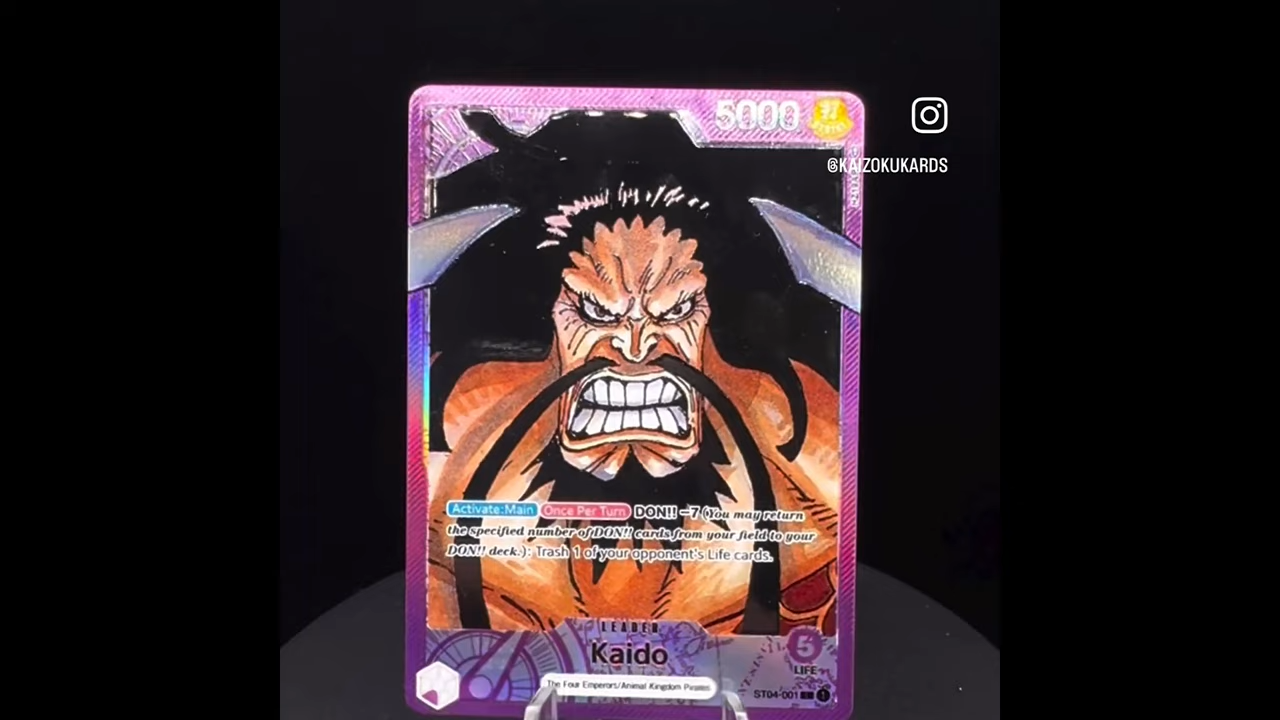 5000
@KAIZOKUKARDS
Activate:Main Once Per Turn DON!! −7 (You may return
the specified number of DON!! cards from your field to your
DON!! deck.): Trash 1 of your opponent's Life cards.
LEADER
Kaido
5
LIFE
The Four Emperors/Animal Kingdom Pirates
ST04-001